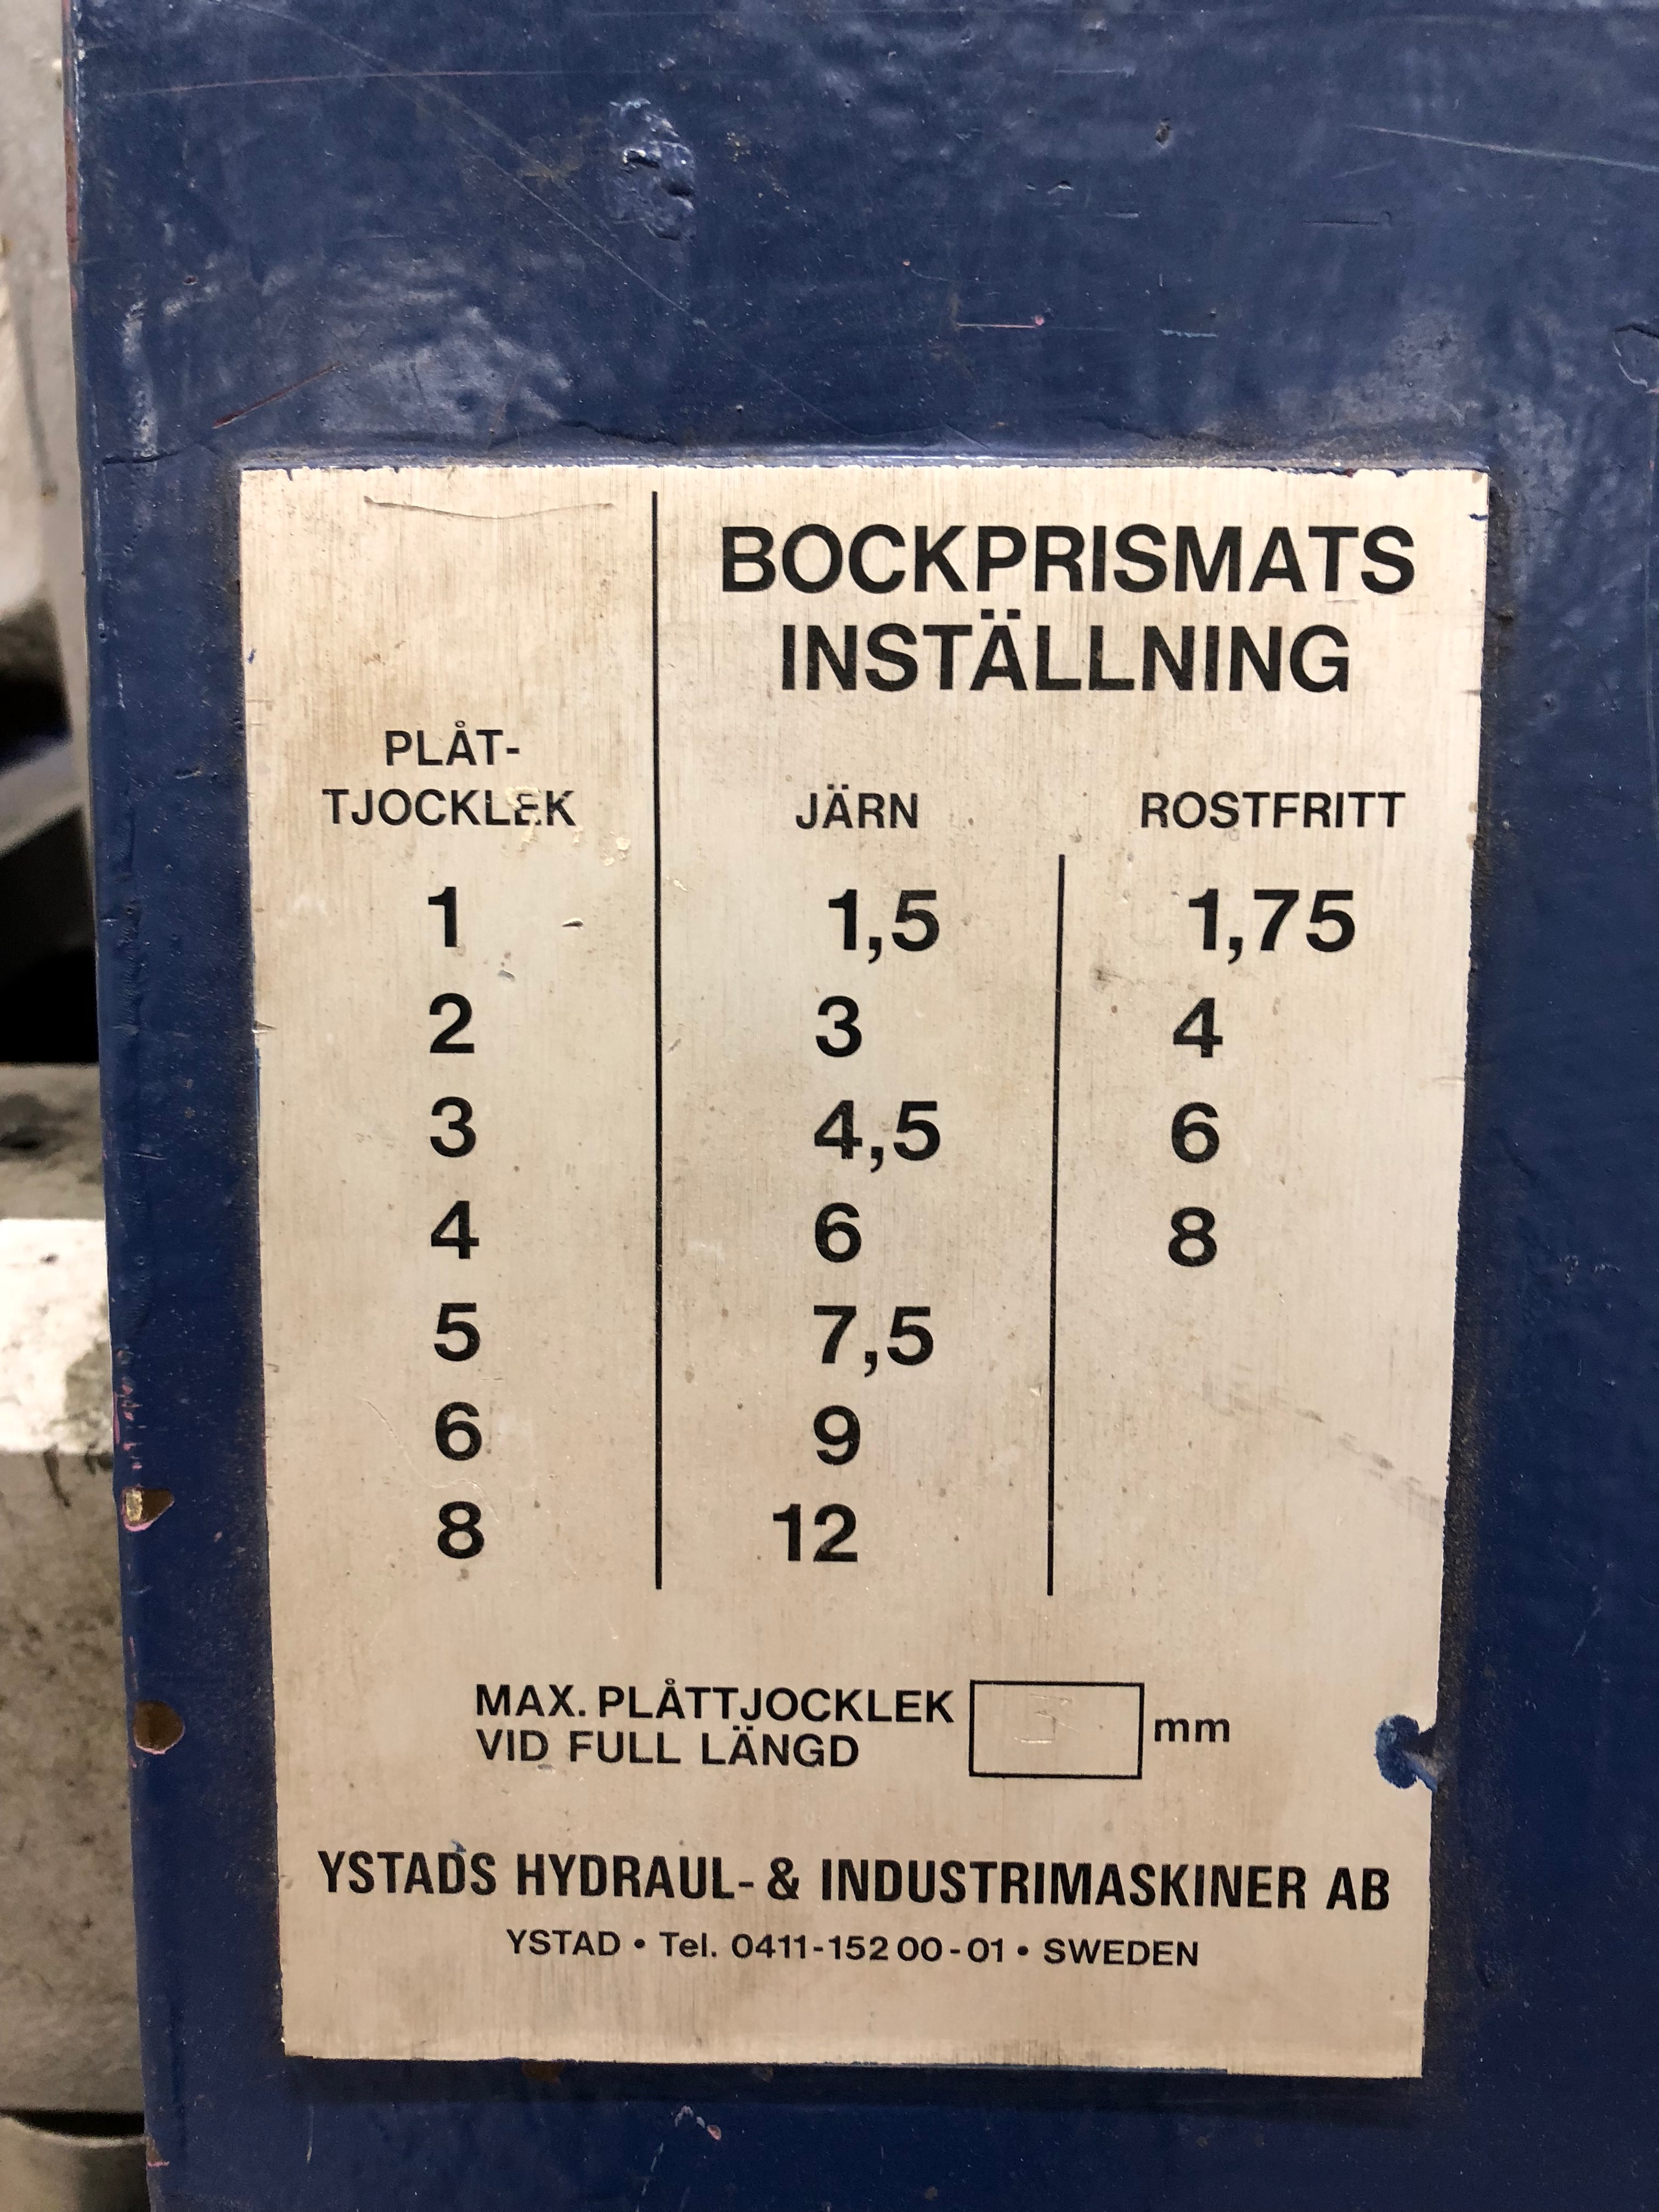 BOCKPRISMATS
INSTÄLLNING
PLÅT-
TJOCKLEK JÄRN ROSTFRITT
1 1,5 1,75
2 3 4
3 4,5 6
4 6 8
5 7,5
6 9
8 12
MAX. PLÅTTJOCKLEK
VID FULL LÄNGD
mm
YSTADS HYDRAUL- & INDUSTRIMASKINER AB
YSTAD • Tel. 0411-152 00 - 01 • SWEDEN